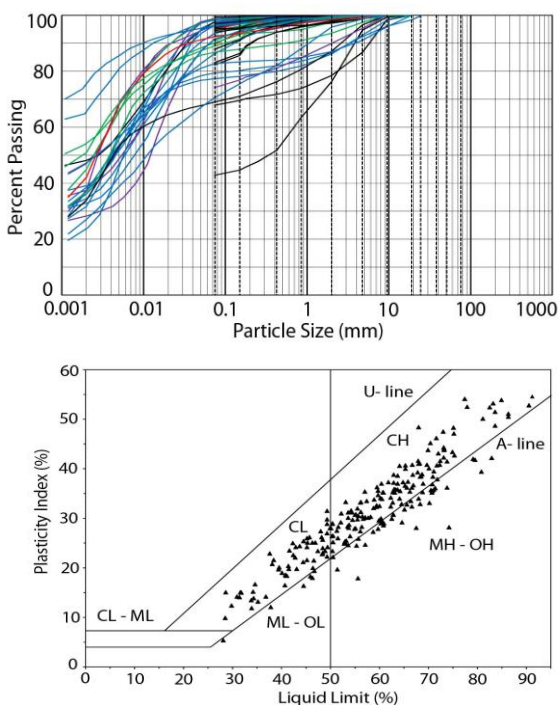 100
80
60
40
20
0
Percent Passing
0.001 0.01 0.1 1 10 100 1000
Particle Size (mm)
60
50
40
30
20
10
0
Plasticity Index (%)
U- line
CH
A- line
CL
MH - OH
CL - ML
ML - OL
0 10 20 30 40 50 60 70 80 90
Liquid Limit (%)